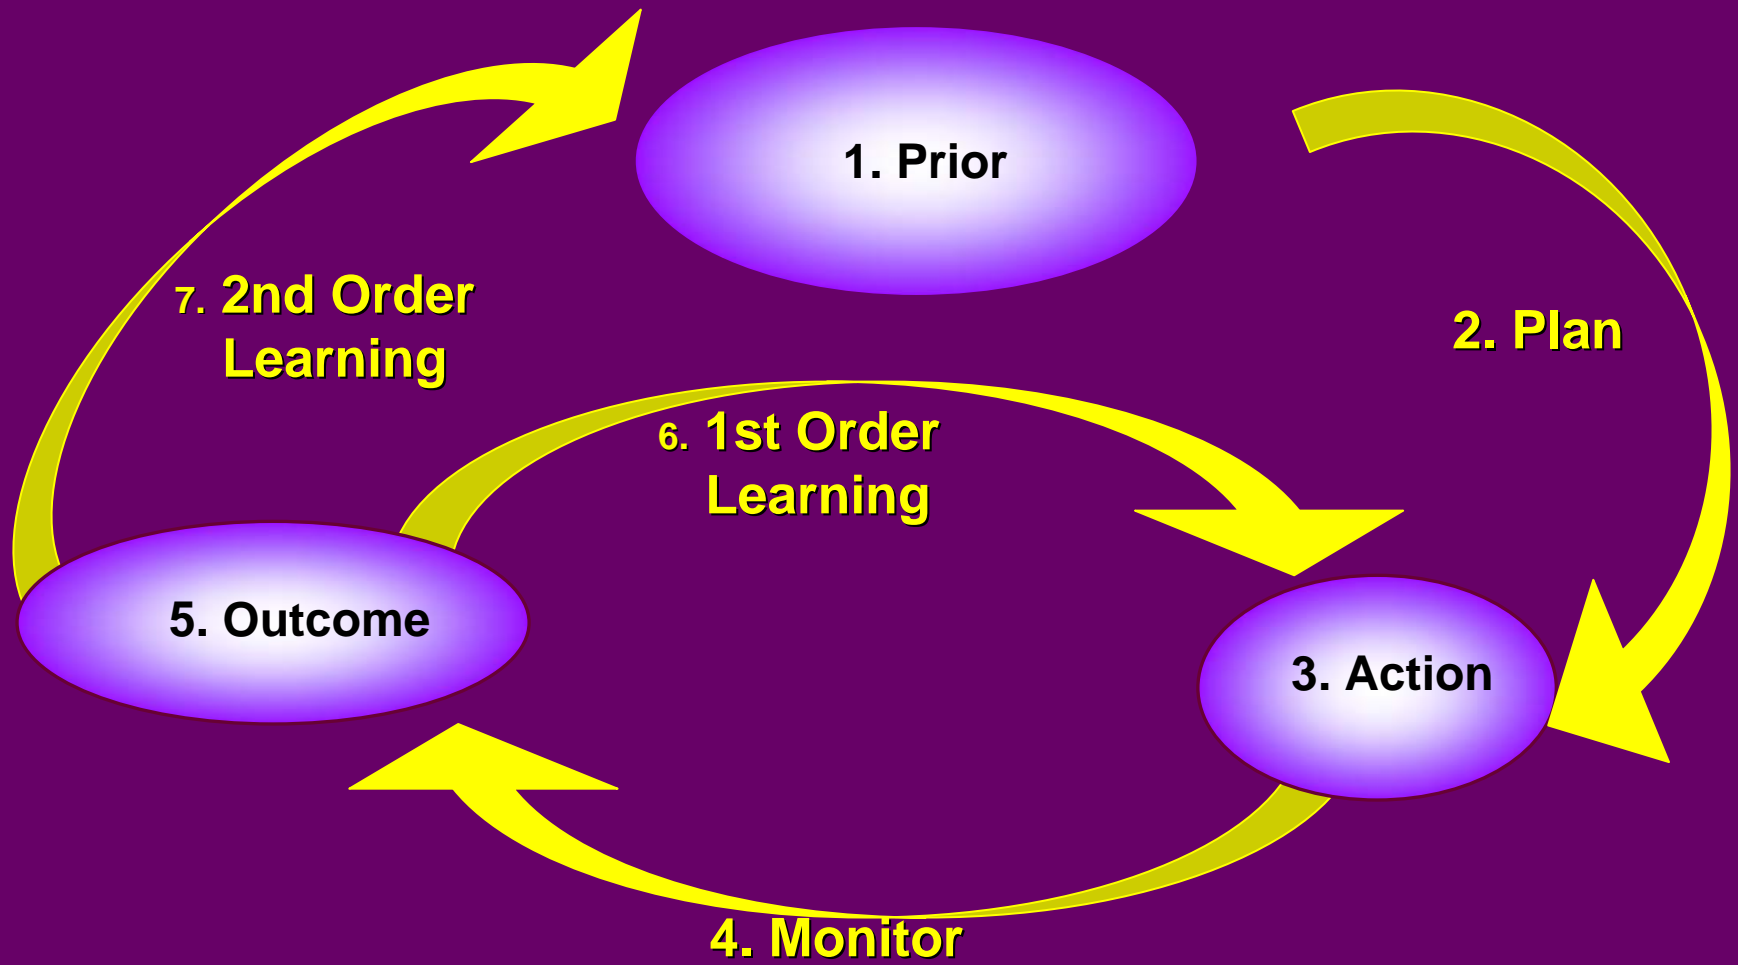 1. Prior
7. 2nd Order
Learning
2. Plan
6. 1st Order
Learning
5. Outcome
3. Action
4. Monitor